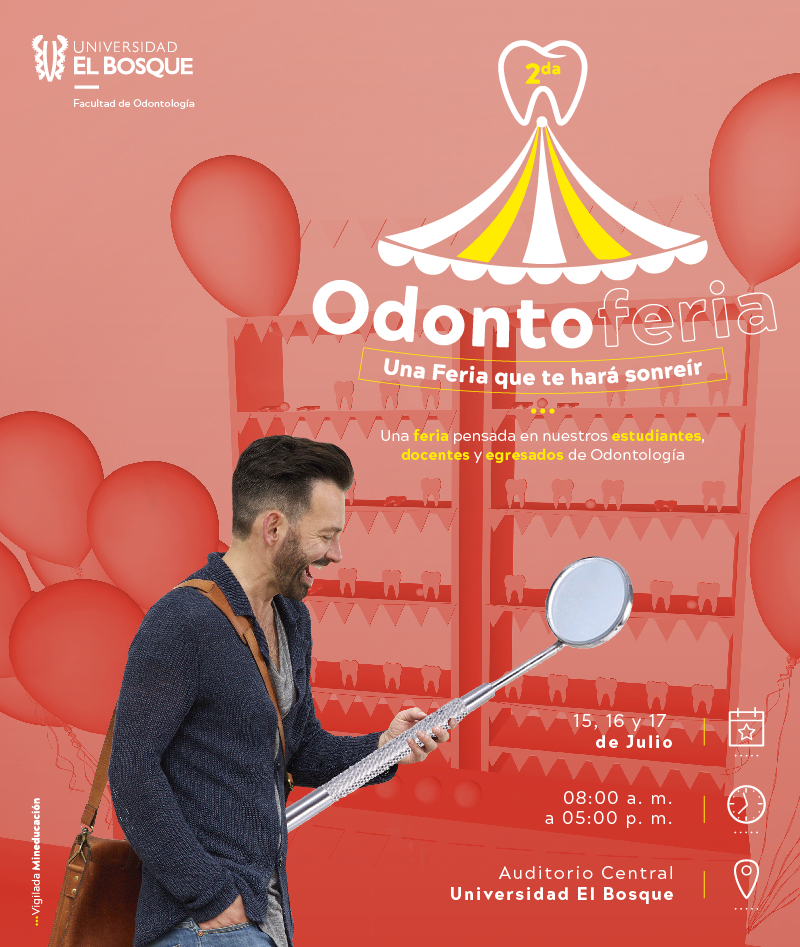 UNIVERSIDAD
EL BOSQUE
Facultad de Odontología
2da
Odontoferia
Una Feria que te hará sonreír
Una feria pensada en nuestros estudiantes,
docentes y egresados de Odontología
15, 16 y 17
de Julio
08:00 a. m.
a 05:00 p. m.
Auditorio Central
Universidad El Bosque
Vigilada Mineducación